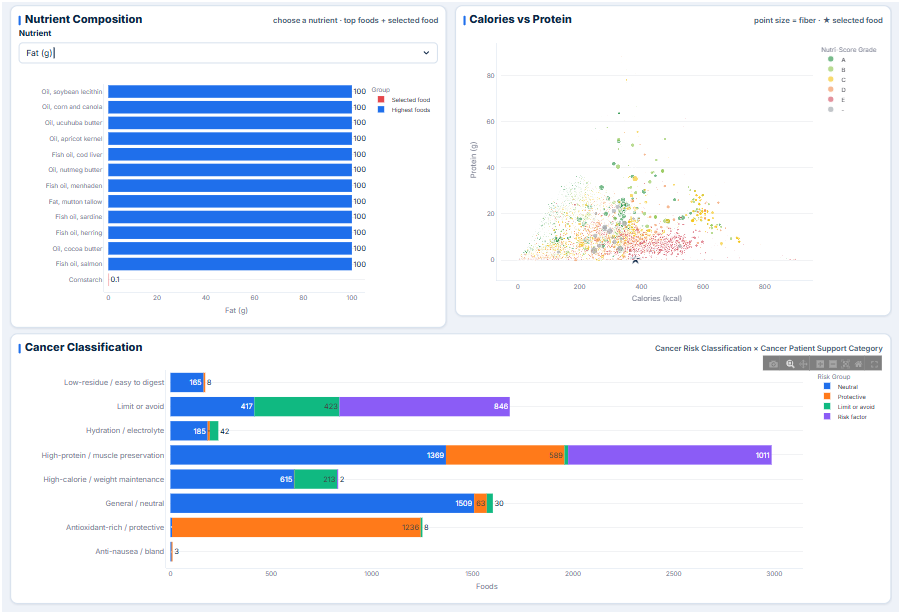 Nutrient Composition
choose a nutrient · top foods + selected food
Nutrient
Fat (g)
Group
Selected food
Highest foods
Oil, soybean lecithin 100
Oil, corn and canola 100
Oil, ucuhuba butter 100
Oil, apricot kernel 100
Fish oil, cod liver 100
Oil, nutmeg butter 100
Fish oil, menhaden 100
Fat, mutton tallow 100
Fish oil, sardine 100
Fish oil, herring 100
Oil, cocoa butter 100
Fish oil, salmon 100
Cornstarch 0.1
0 20 40 60 80 100
Fat (g)
Calories vs Protein
point size = fiber · ★ selected food
Nutri-Score Grade
A
B
C
D
E
-
Protein (g)
80
60
40
20
0
0 200 400 600 800
Calories (kcal)
Cancer Classification
Cancer Risk Classification × Cancer Patient Support Category
Risk Group
Neutral
Protective
Limit or avoid
Risk factor
Low-residue / easy to digest 165 8
Limit or avoid 417 423 846
Hydration / electrolyte 185 42
High-protein / muscle preservation 1369 589 1011
High-calorie / weight maintenance 615 213 2
General / neutral 1509 63 30
Antioxidant-rich / protective 1236 8
Anti-nausea / bland 3
0 500 1000 1500 2000 2500 3000
Foods